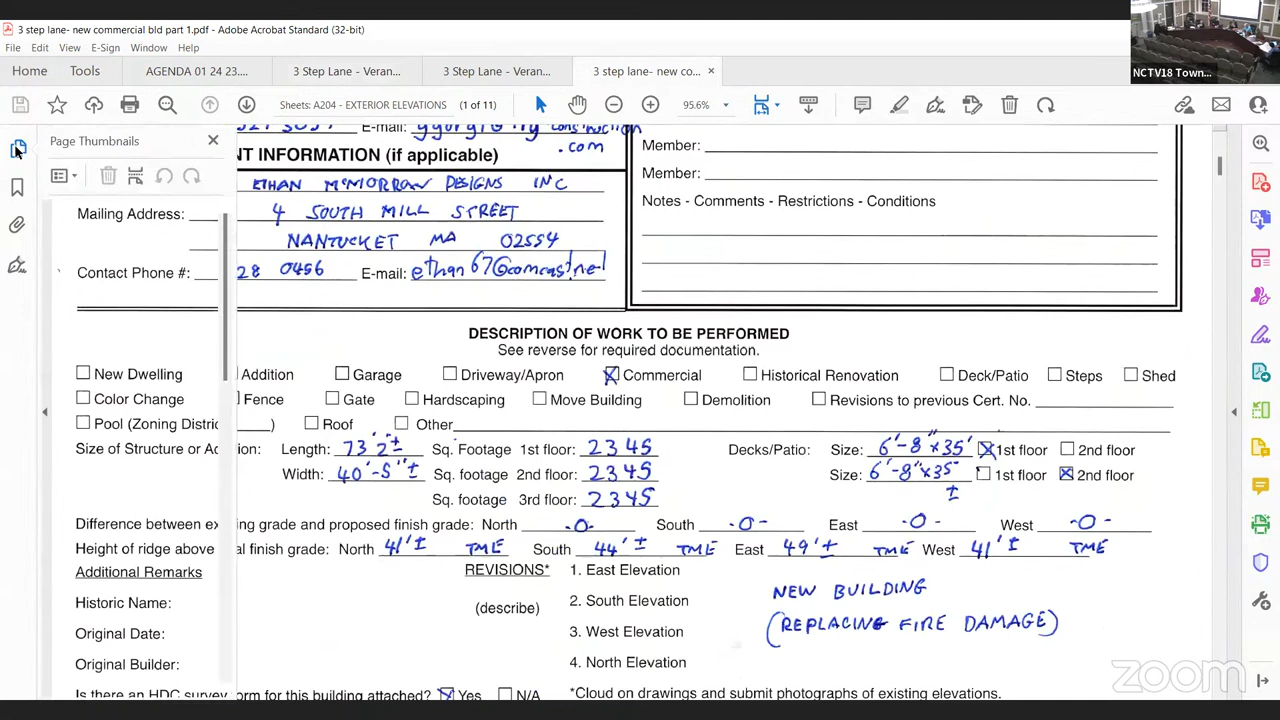 3 step lane- new commercial bld part 1.pdf - Adobe Acrobat Standard (32-bit)
File Edit View E-Sign Window Help
Home Tools AGENDA 01 24 23.... 3 Step Lane – Veran... 3 Step Lane – Veran... 3 step lane- new co... ×
Sheets: A204 - EXTERIOR ELEVATIONS (1 of 11) 95.6%
NCTV18 Town...
Page Thumbnails
E-mail:
.com
NT INFORMATION (if applicable)
ETHAN McMORROW DESIGNS INC
Mailing Address: 4 SOUTH MILL STREET
NANTUCKET MA 02554
Contact Phone #: 28 0456 E-mail: ethan67@comcast.net
Member:
Member:
Notes - Comments - Restrictions - Conditions
DESCRIPTION OF WORK TO BE PERFORMED
See reverse for required documentation.
New Dwelling Addition Garage Driveway/Apron X Commercial Historical Renovation Deck/Patio Steps Shed
Color Change Fence Gate Hardscaping Move Building Demolition Revisions to previous Cert. No.
Pool (Zoning District ) Roof Other
Size of Structure or Ad Length: 73'2"± Sq. Footage 1st floor: 2345 Decks/Patio: Size: 6'-8"x35' X 1st floor 2nd floor
Width: 40'-5"± Sq. footage 2nd floor: 2345 Size: 6'-8"x35' ± 1st floor X 2nd floor
Sq. footage 3rd floor: 2345
Difference between ex g grade and proposed finish grade: North -0- South -0- East -0- West -0-
Height of ridge above al finish grade: North 41'± TME South 44'± TME East 49'± TME West 41'± TME
Additional Remarks
Historic Name:
Original Date:
Original Builder:
REVISIONS*
(describe)
1. East Elevation
2. South Elevation
3. West Elevation
4. North Elevation
NEW BUILDING
(REPLACING FIRE DAMAGE)
Is there an HDC survey form for this building attached? X Yes N/A
*Cloud on drawings and submit photographs of existing elevations.
zoom